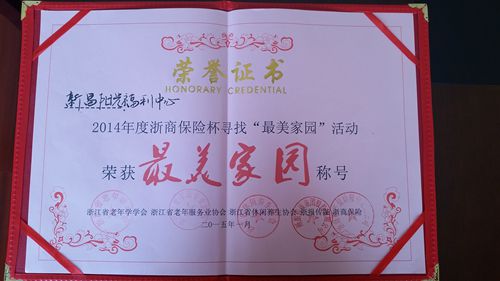 荣誉证书
HONORARY CREDENTIAL
新昌阳光福利中心
2014年度浙商保险杯寻找“最美家园”活动
荣获最美家园称号
浙江省老年学学会 浙江省老年服务业协会 浙江省休闲养生协会 浙商保险
二〇一五年一月